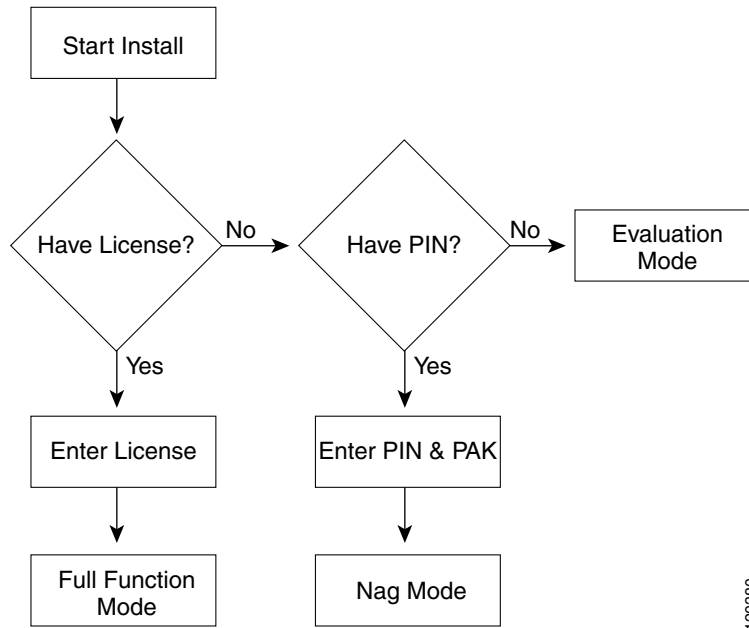 Start Install
Have License?
No
Have PIN?
No
Evaluation
Mode
Yes
Yes
Enter License
Enter PIN & PAK
Full Function
Mode
Nag Mode